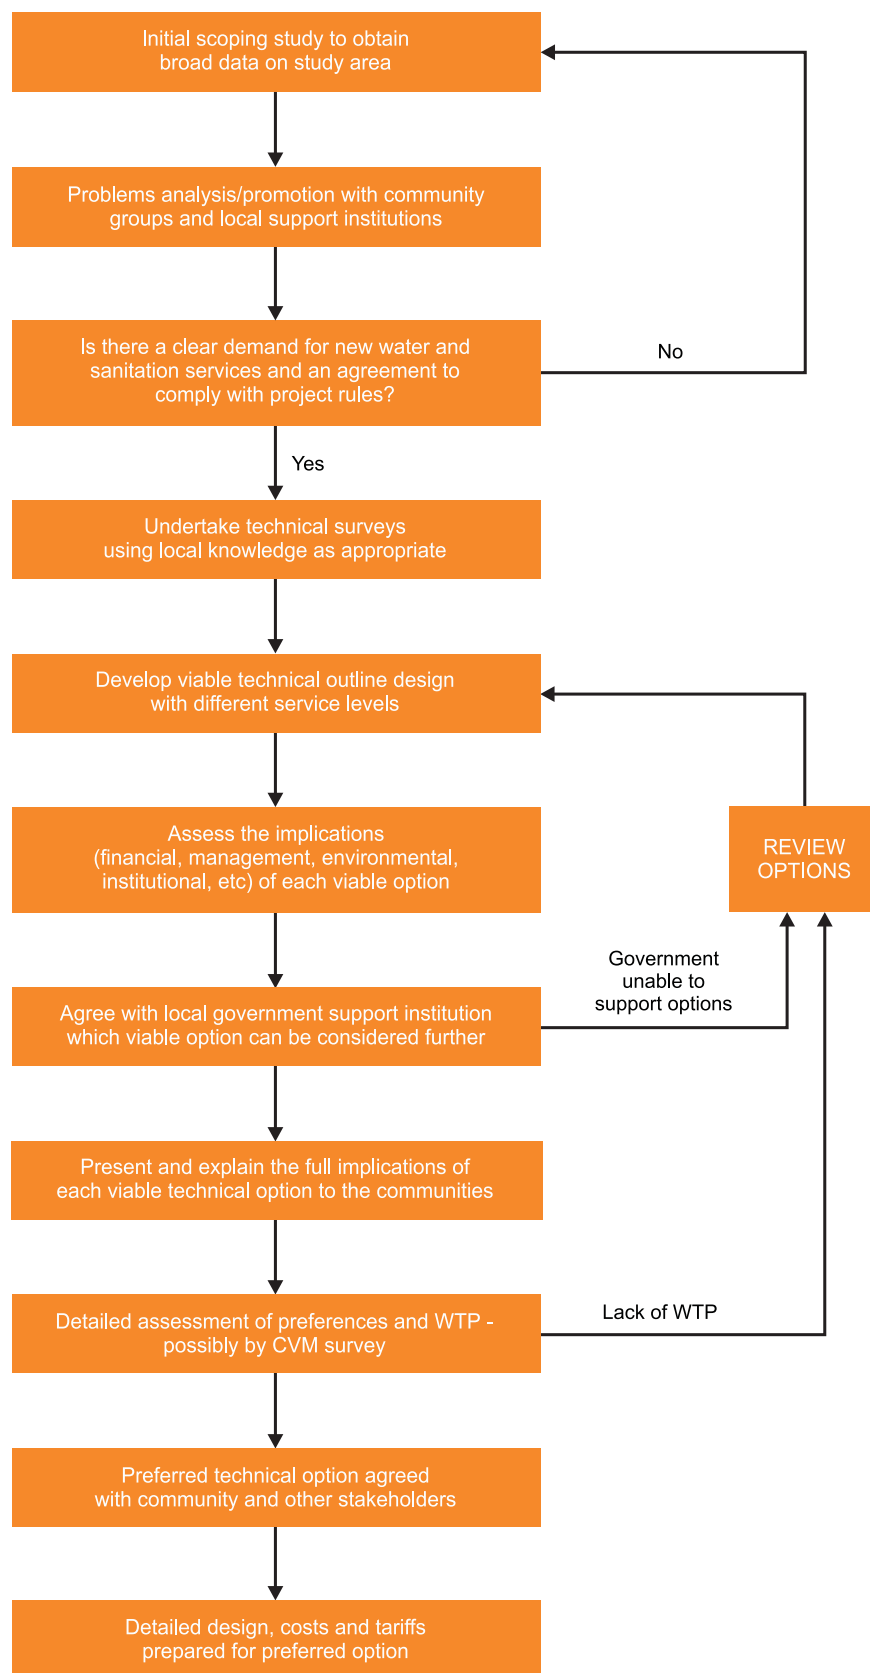 Initial scoping study to obtain
broad data on study area
Problems analysis/promotion with community
groups and local support institutions
Is there a clear demand for new water and
sanitation services and an agreement to
comply with project rules?
No
Yes
Undertake technical surveys
using local knowledge as appropriate
Develop viable technical outline design
with different service levels
Assess the implications
(financial, management, environmental,
institutional, etc) of each viable option
REVIEW
OPTIONS
Government
unable to
support options
Agree with local government support institution
which viable option can be considered further
Present and explain the full implications of
each viable technical option to the communities
Detailed assessment of preferences and WTP -
possibly by CVM survey
Lack of WTP
Preferred technical option agreed
with community and other stakeholders
Detailed design, costs and tariffs
prepared for preferred option